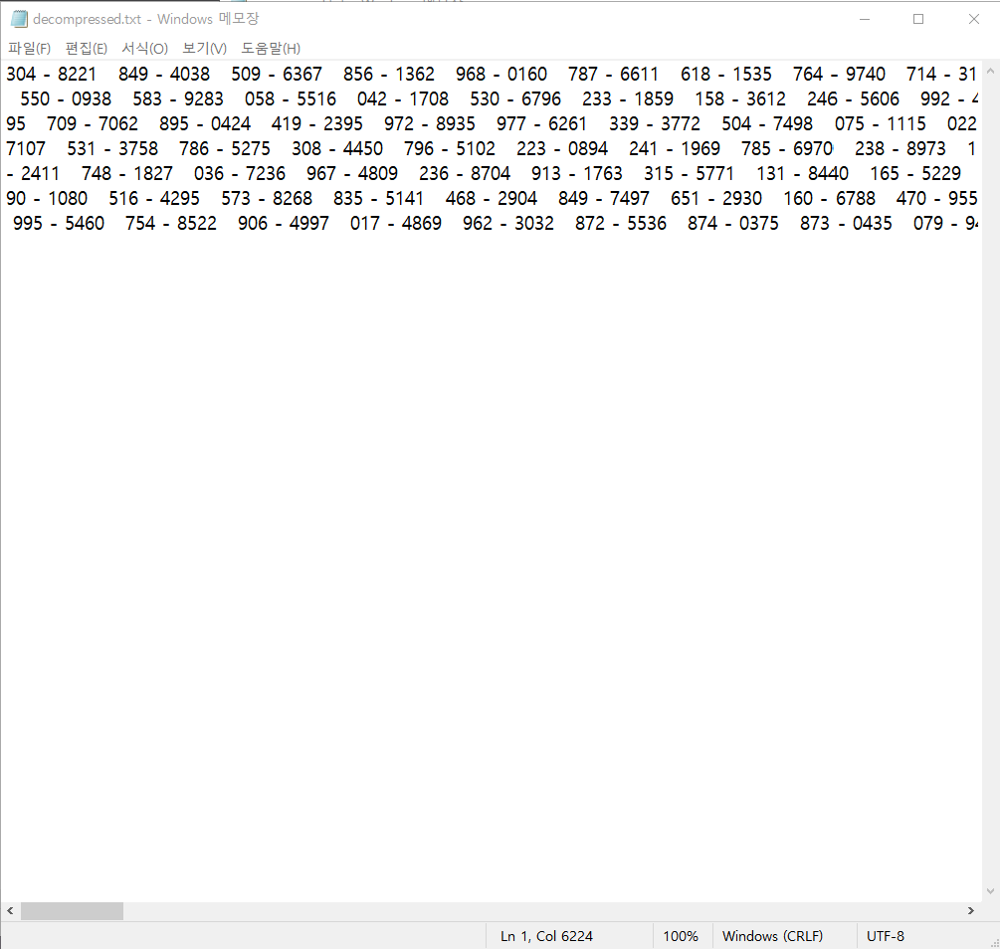 decompressed.txt - Windows 메모장
파일(F) 편집(E) 서식(O) 보기(V) 도움말(H)
304 - 8221 849 - 4038 509 - 6367 856 - 1362 968 - 0160 787 - 6611 618 - 1535 764 - 9740 714 - 31
550 - 0938 583 - 9283 058 - 5516 042 - 1708 530 - 6796 233 - 1859 158 - 3612 246 - 5606 992 - 4
95 709 - 7062 895 - 0424 419 - 2395 972 - 8935 977 - 6261 339 - 3772 504 - 7498 075 - 1115 022
7107 531 - 3758 786 - 5275 308 - 4450 796 - 5102 223 - 0894 241 - 1969 785 - 6970 238 - 8973 1
- 2411 748 - 1827 036 - 7236 967 - 4809 236 - 8704 913 - 1763 315 - 5771 131 - 8440 165 - 5229
90 - 1080 516 - 4295 573 - 8268 835 - 5141 468 - 2904 849 - 7497 651 - 2930 160 - 6788 470 - 955
995 - 5460 754 - 8522 906 - 4997 017 - 4869 962 - 3032 872 - 5536 874 - 0375 873 - 0435 079 - 94
Ln 1, Col 6224 100% Windows (CRLF) UTF-8